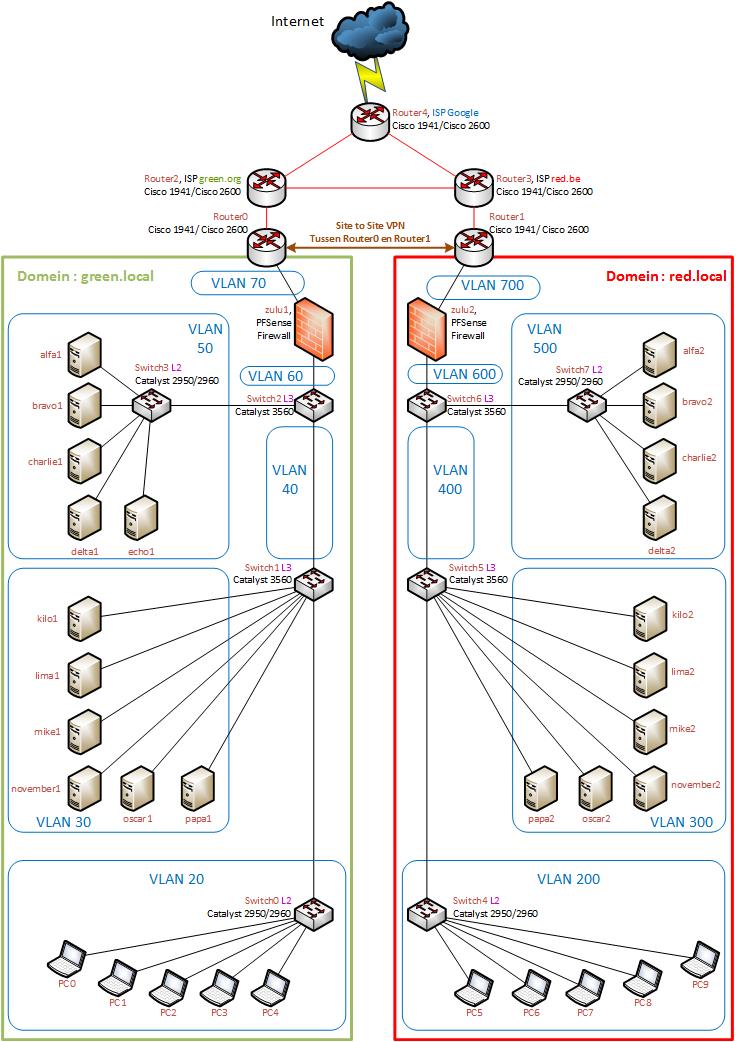 Internet
Router4, ISP Google
Cisco 1941/Cisco 2600
Router2, ISP green.org
Cisco 1941/Cisco 2600
Router3, ISP red.be
Cisco 1941/Cisco 2600
Router0
Cisco 1941/ Cisco 2600
Site to Site VPN
Tussen Router0 en Router1
Router1
Cisco 1941/ Cisco 2600
Domein : green.local
VLAN 70
zulu1,
PFSense
Firewall
VLAN
50
alfa1
bravo1
charlie1
delta1
echo1
Switch3 L2
Catalyst 2950/2960
VLAN 60
Switch2 L3
Catalyst 3560
VLAN
40
Switch1 L3
Catalyst 3560
kilo1
lima1
mike1
november1
oscar1
papa1
VLAN 30
VLAN 20
Switch0 L2
Catalyst 2950/2960
PC0
PC1
PC2
PC3
PC4
Domein : red.local
VLAN 700
zulu2,
PFSense
Firewall
VLAN
500
Switch7 L2
Catalyst 2950/2960
alfa2
bravo2
charlie2
delta2
VLAN 600
Switch6 L3
Catalyst 3560
VLAN
400
Switch5 L3
Catalyst 3560
kilo2
lima2
mike2
november2
papa2
oscar2
VLAN 300
VLAN 200
Switch4 L2
Catalyst 2950/2960
PC5
PC6
PC7
PC8
PC9